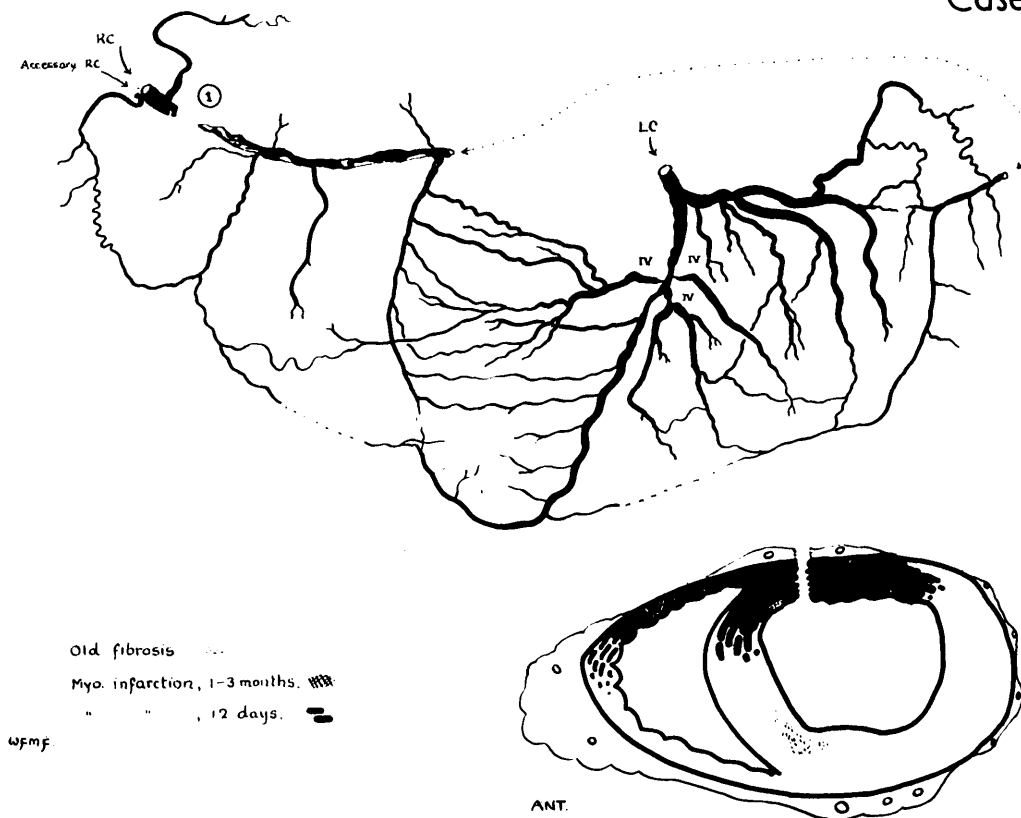 Case
RC
Accessory RC
1
LC
IV
IV
IV
Old fibrosis
Myo. infarction, 1-3 months.
" " , 12 days.
WFMF.
ANT.